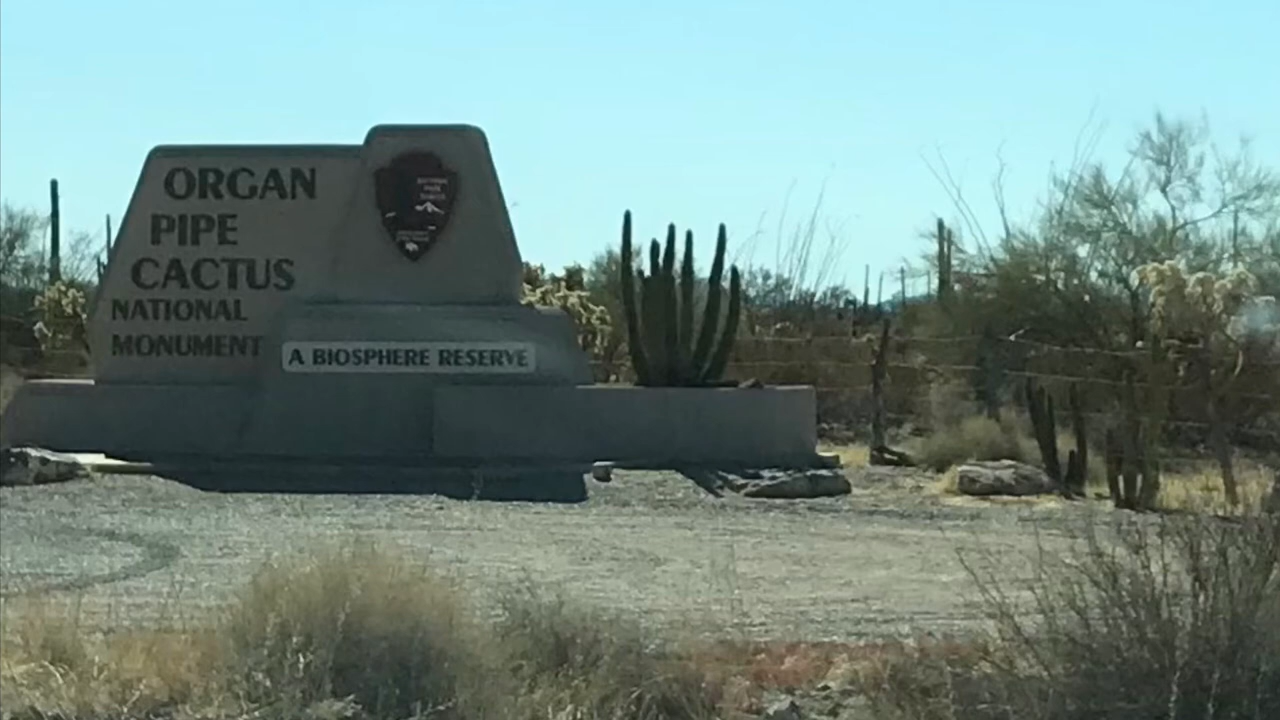 ORGAN
PIPE
CACTUS
NATIONAL
MONUMENT
A BIOSPHERE RESERVE